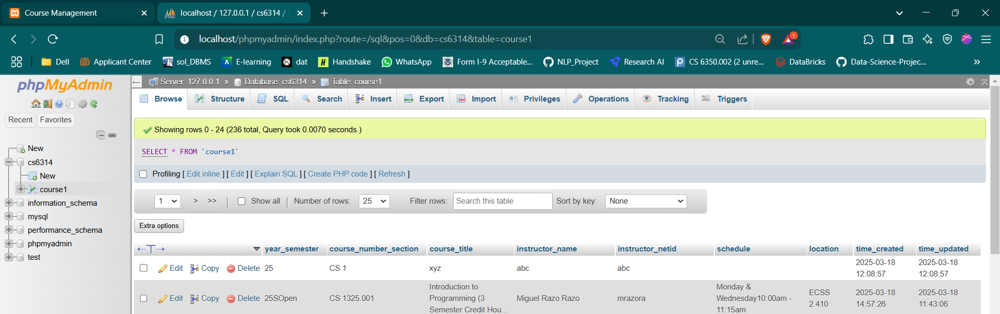 Course Management
localhost / 127.0.0.1 / cs6314 /
localhost/phpmyadmin/index.php?route=/sql&pos=0&db=cs6314&table=course1
1
Dell
UTD Applicant Center
sol_DBMS
E-learning
dat
Handshake
WhatsApp
Form I-9 Acceptable...
NLP_Project
Research AI
CS 6350.002 (2 unre...
DataBricks
Data-Science-Projec...
phpMyAdmin
Recent
Favorites
New
cs6314
New
course1
information_schema
mysql
performance_schema
phpmyadmin
test
Server: 127.0.0.1 » Database: cs6314 » Table: course1
Browse Structure SQL Search Insert Export Import Privileges Operations Tracking Triggers
Showing rows 0 - 24 (236 total, Query took 0.0070 seconds.)
SELECT * FROM `course1`
Profiling [ Edit inline ] [ Edit ] [ Explain SQL ] [ Create PHP code ] [ Refresh ]
1 > >> | Show all | Number of rows: 25 Filter rows: Search this table Sort by key: None
Extra options
←T→ year_semester course_number_section course_title instructor_name instructor_netid schedule location time_created time_updated
Edit Copy Delete 25 CS 1 xyz abc abc 2025-03-18 12:08:57 2025-03-18 12:08:57
Edit Copy Delete 25SOpen CS 1325.001 Introduction to Programming (3 Semester Credit Hou... Miguel Razo Razo mrazora Monday & Wednesday10:00am - 11:15am ECSS 2.410 2025-03-18 14:57:26 2025-03-18 11:43:06